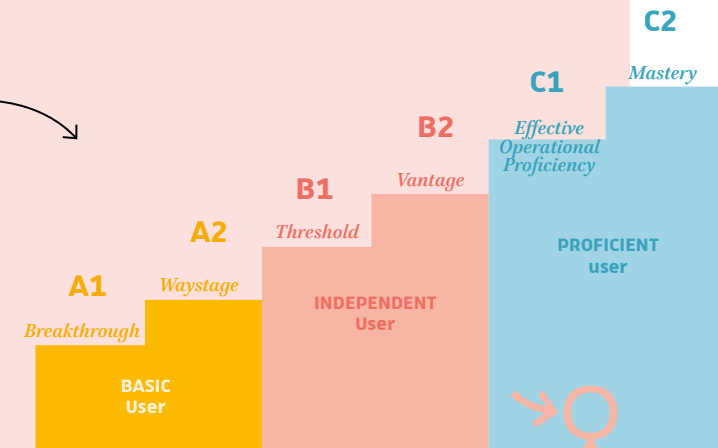 C2
Mastery
C1
Effective
Operational
Proficiency
B2
Vantage
B1
Threshold
A2
Waystage
A1
Breakthrough
BASIC
User
INDEPENDENT
User
PROFICIENT
user